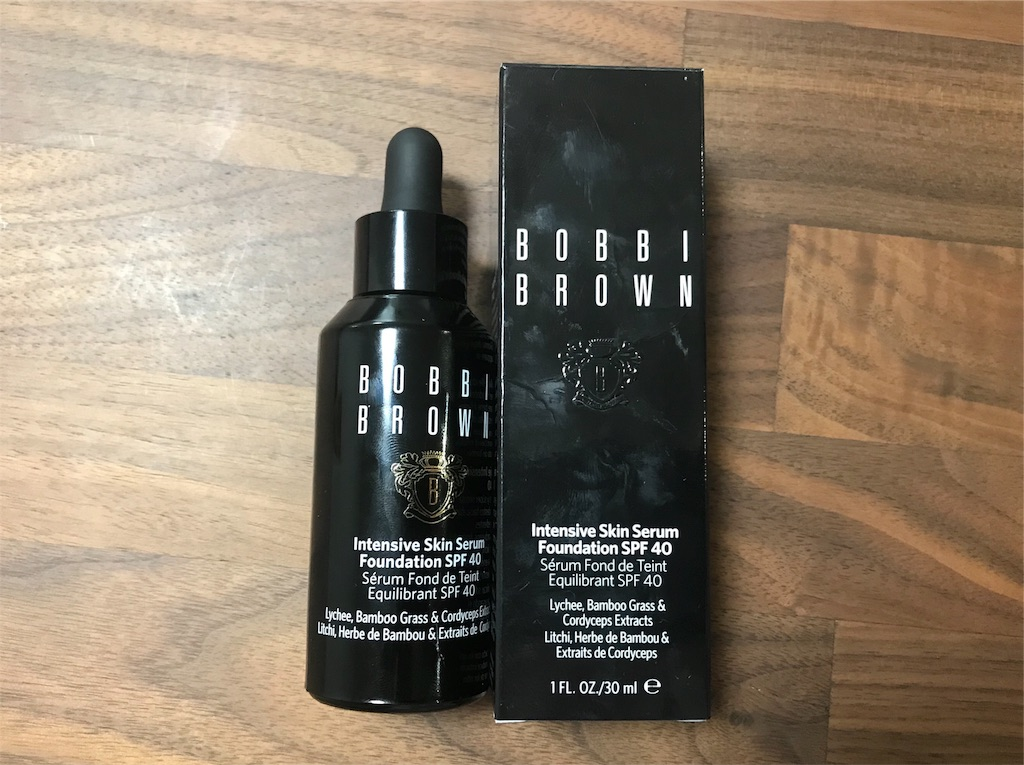 BOBBI
BROWN
B
Intensive Skin Serum
Foundation SPF 40
Sérum Fond de Teint
Equilibrant SPF 40
Lychee, Bamboo Grass & Cordyceps
Litchi, Herbe de Bambou & Extraits de
BOBBI
BROWN
B
Intensive Skin Serum
Foundation SPF 40
Sérum Fond de Teint
Equilibrant SPF 40
Lychee, Bamboo Grass &
Cordyceps Extracts
Litchi, Herbe de Bambou &
Extraits de Cordyceps
1 FL. OZ./30 ml ℮